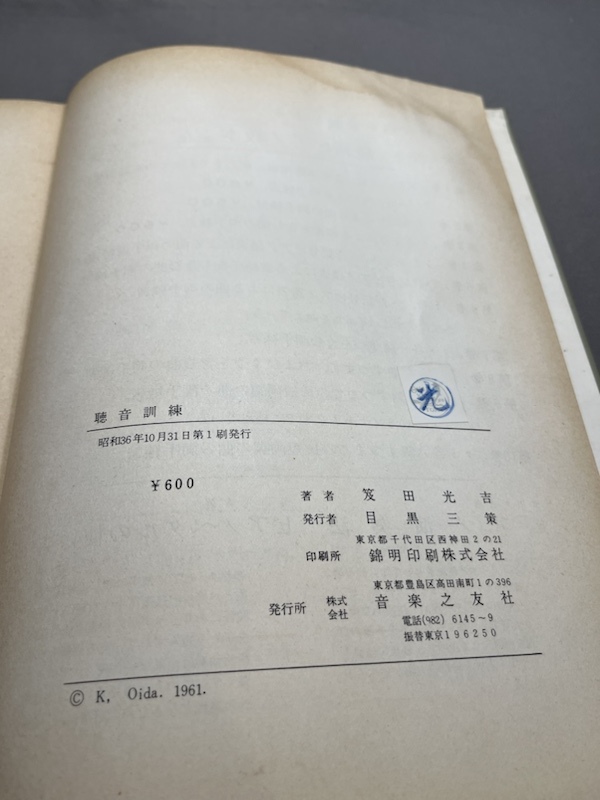 光
聴音訓練
昭和36年10月31日第1刷発行
¥600
著者 笈田光吉
発行者 目黒三策
東京都千代田区西神田2の21
印刷所 錦明印刷株式会社
東京都豊島区高田南町1の396
発行所 株式会社 音楽之友社
電話(982) 6145~9
振替東京196250
© K, Oida. 1961.